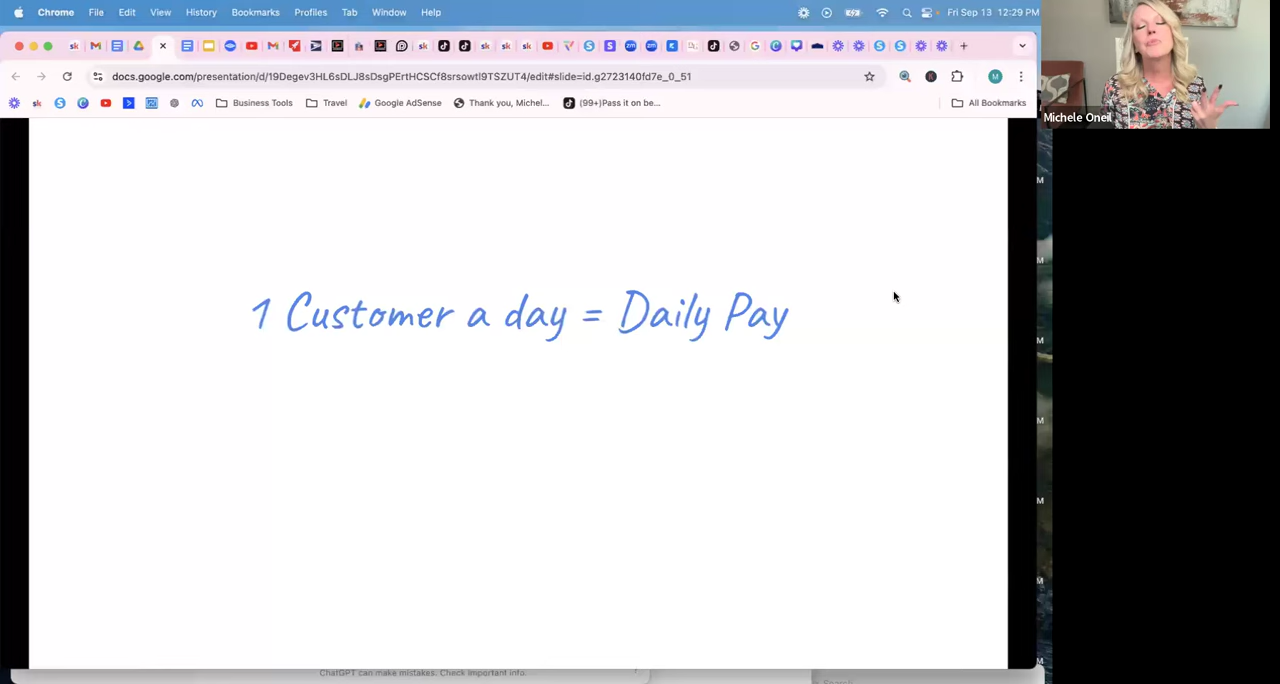 Chrome File Edit View History Bookmarks Profiles Tab Window Help Fri Sep 13 12:29 PM
docs.google.com/presentation/d/19Degev3HL6sDLJ8sDsgPErtHCSCf8srsowtl9TSZUT4/edit#slide=id.g2723140fd7e_0_51
Business Tools Travel Google AdSense Thank you, Michel... (99+)Pass it on be... All Bookmarks
Michele Oneil
1 Customer a day = Daily Pay
ChatGPT can make mistakes. Check important info.
Search
M
M
M
M
M
M
M